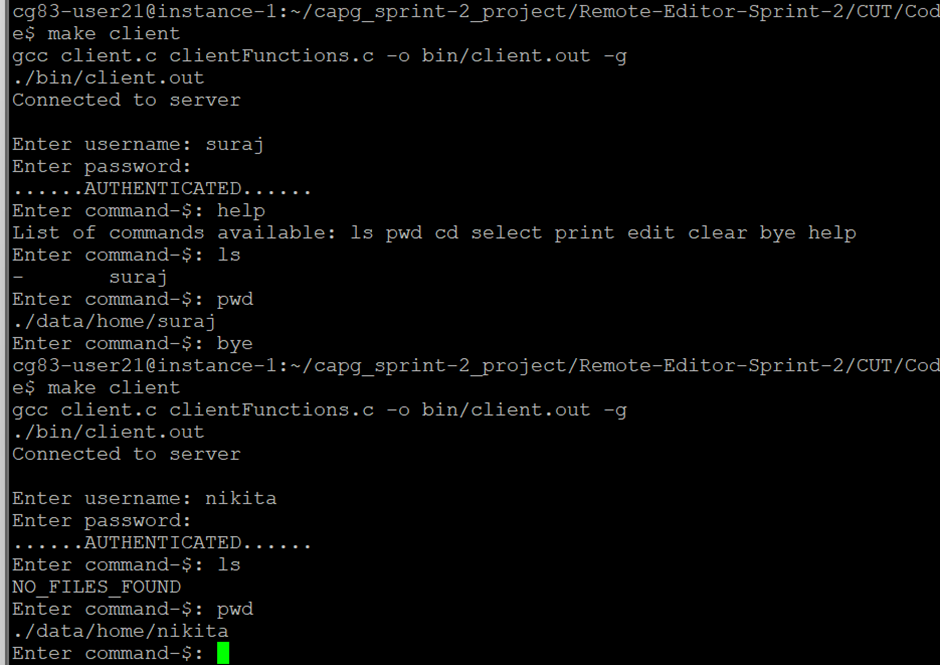 cg83-user21@instance-1:~/capg_sprint-2_project/Remote-Editor-Sprint-2/CUT/Cod
e$ make client
gcc client.c clientFunctions.c -o bin/client.out -g
./bin/client.out
Connected to server
Enter username: suraj
Enter password:
......AUTHENTICATED......
Enter command-$: help
List of commands available: ls pwd cd select print edit clear bye help
Enter command-$: ls
-        suraj
Enter command-$: pwd
./data/home/suraj
Enter command-$: bye
cg83-user21@instance-1:~/capg_sprint-2_project/Remote-Editor-Sprint-2/CUT/Cod
e$ make client
gcc client.c clientFunctions.c -o bin/client.out -g
./bin/client.out
Connected to server
Enter username: nikita
Enter password:
......AUTHENTICATED......
Enter command-$: ls
NO_FILES_FOUND
Enter command-$: pwd
./data/home/nikita
Enter command-$: